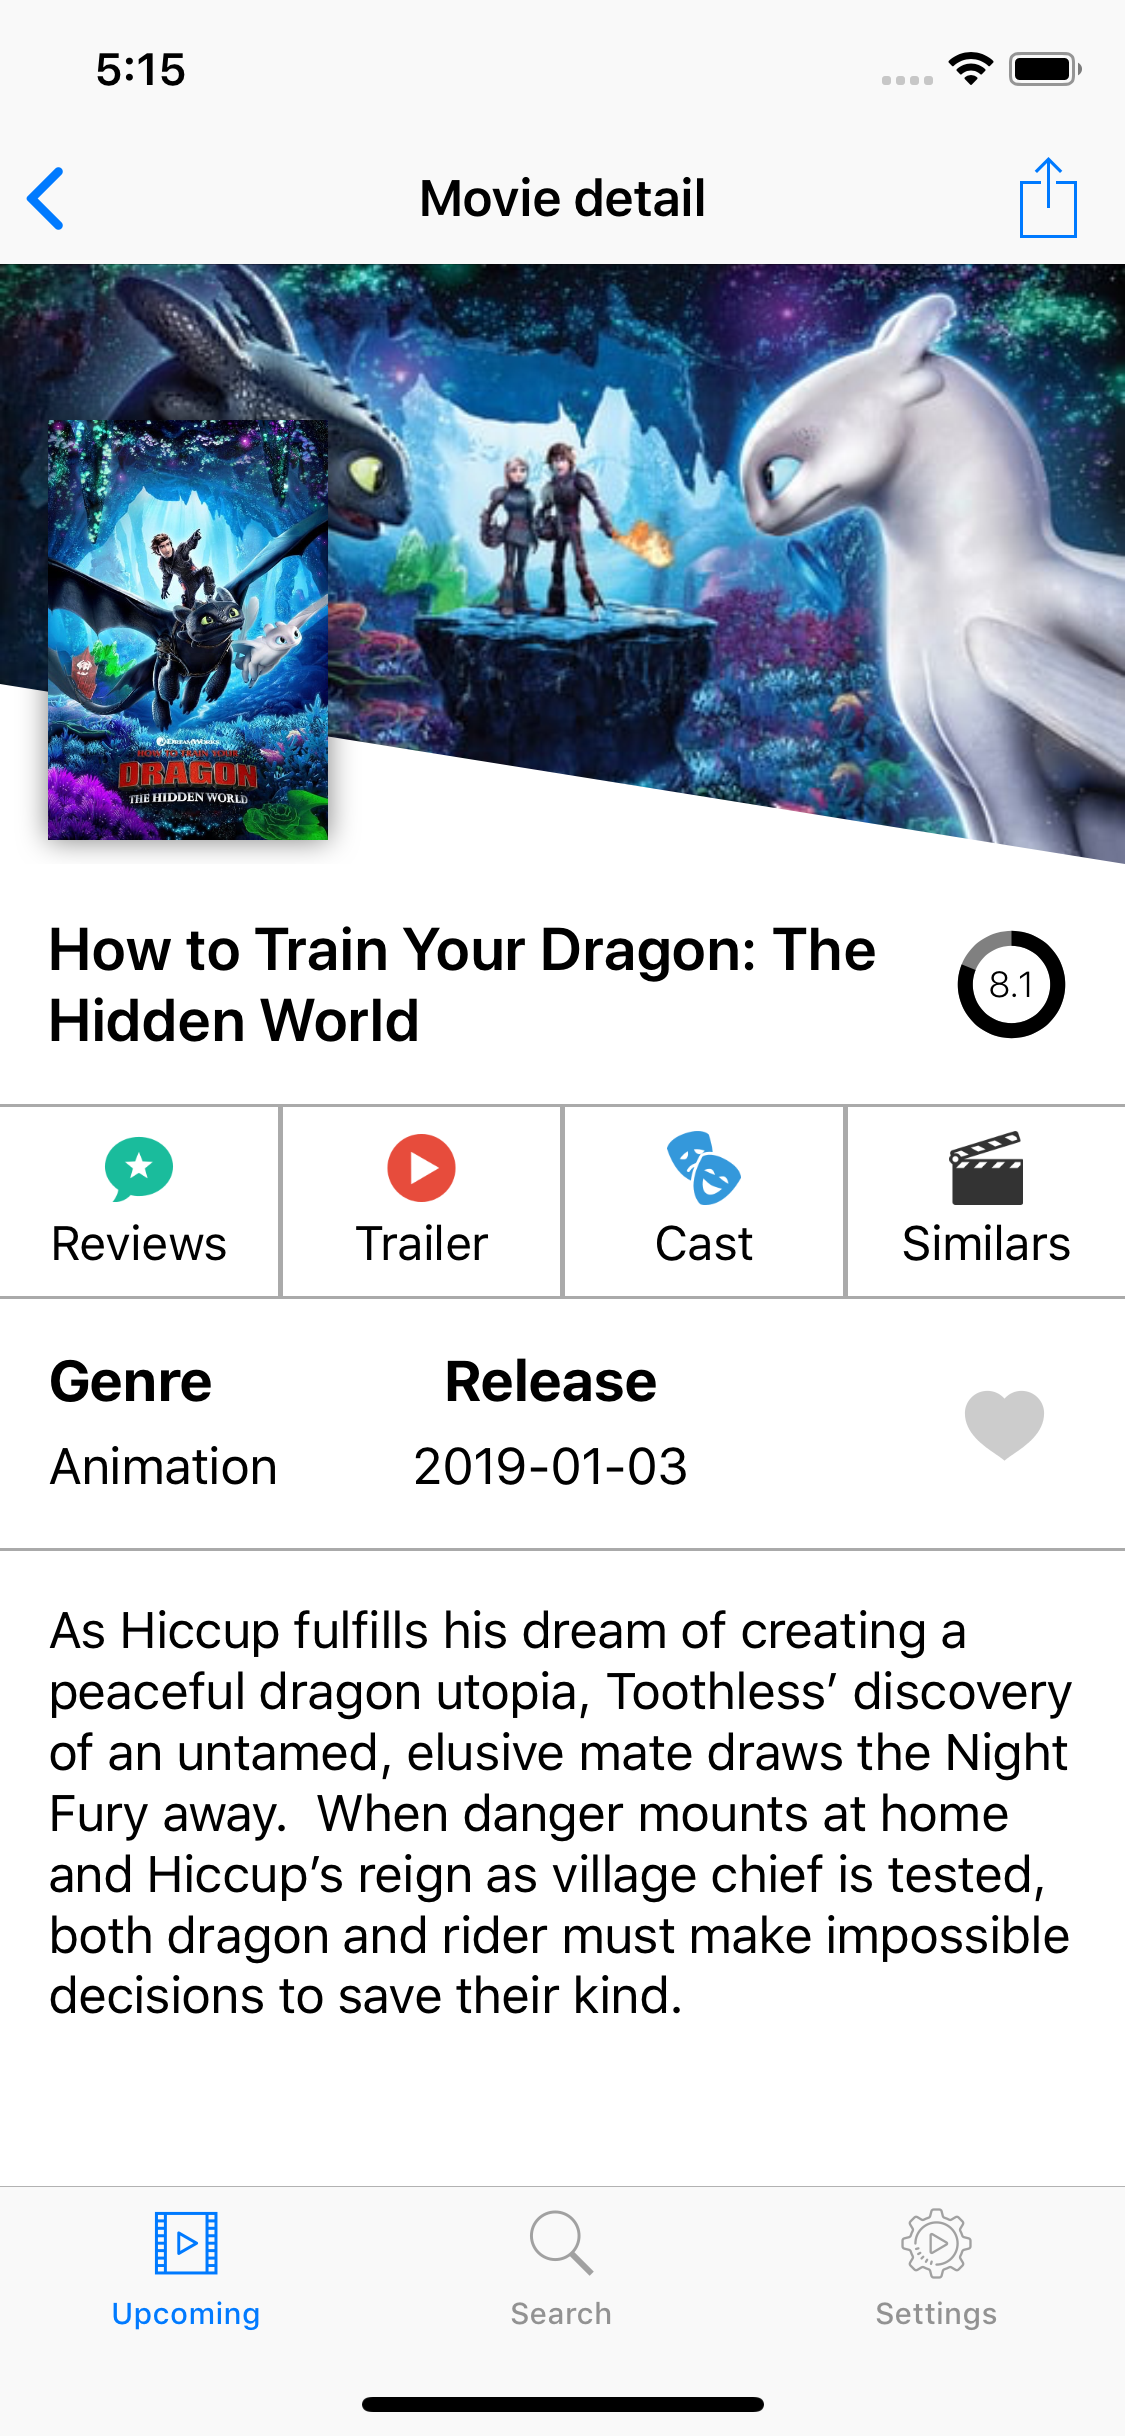 5:15
Movie detail
DREAMWORKS
HOW TO TRAIN YOUR
DRAGON
THE HIDDEN WORLD
How to Train Your Dragon: The
Hidden World
8.1
Reviews
Trailer
Cast
Similars
Genre
Release
Animation
2019-01-03
As Hiccup fulfills his dream of creating a
peaceful dragon utopia, Toothless’ discovery
of an untamed, elusive mate draws the Night
Fury away.  When danger mounts at home
and Hiccup’s reign as village chief is tested,
both dragon and rider must make impossible
decisions to save their kind.
Upcoming
Search
Settings